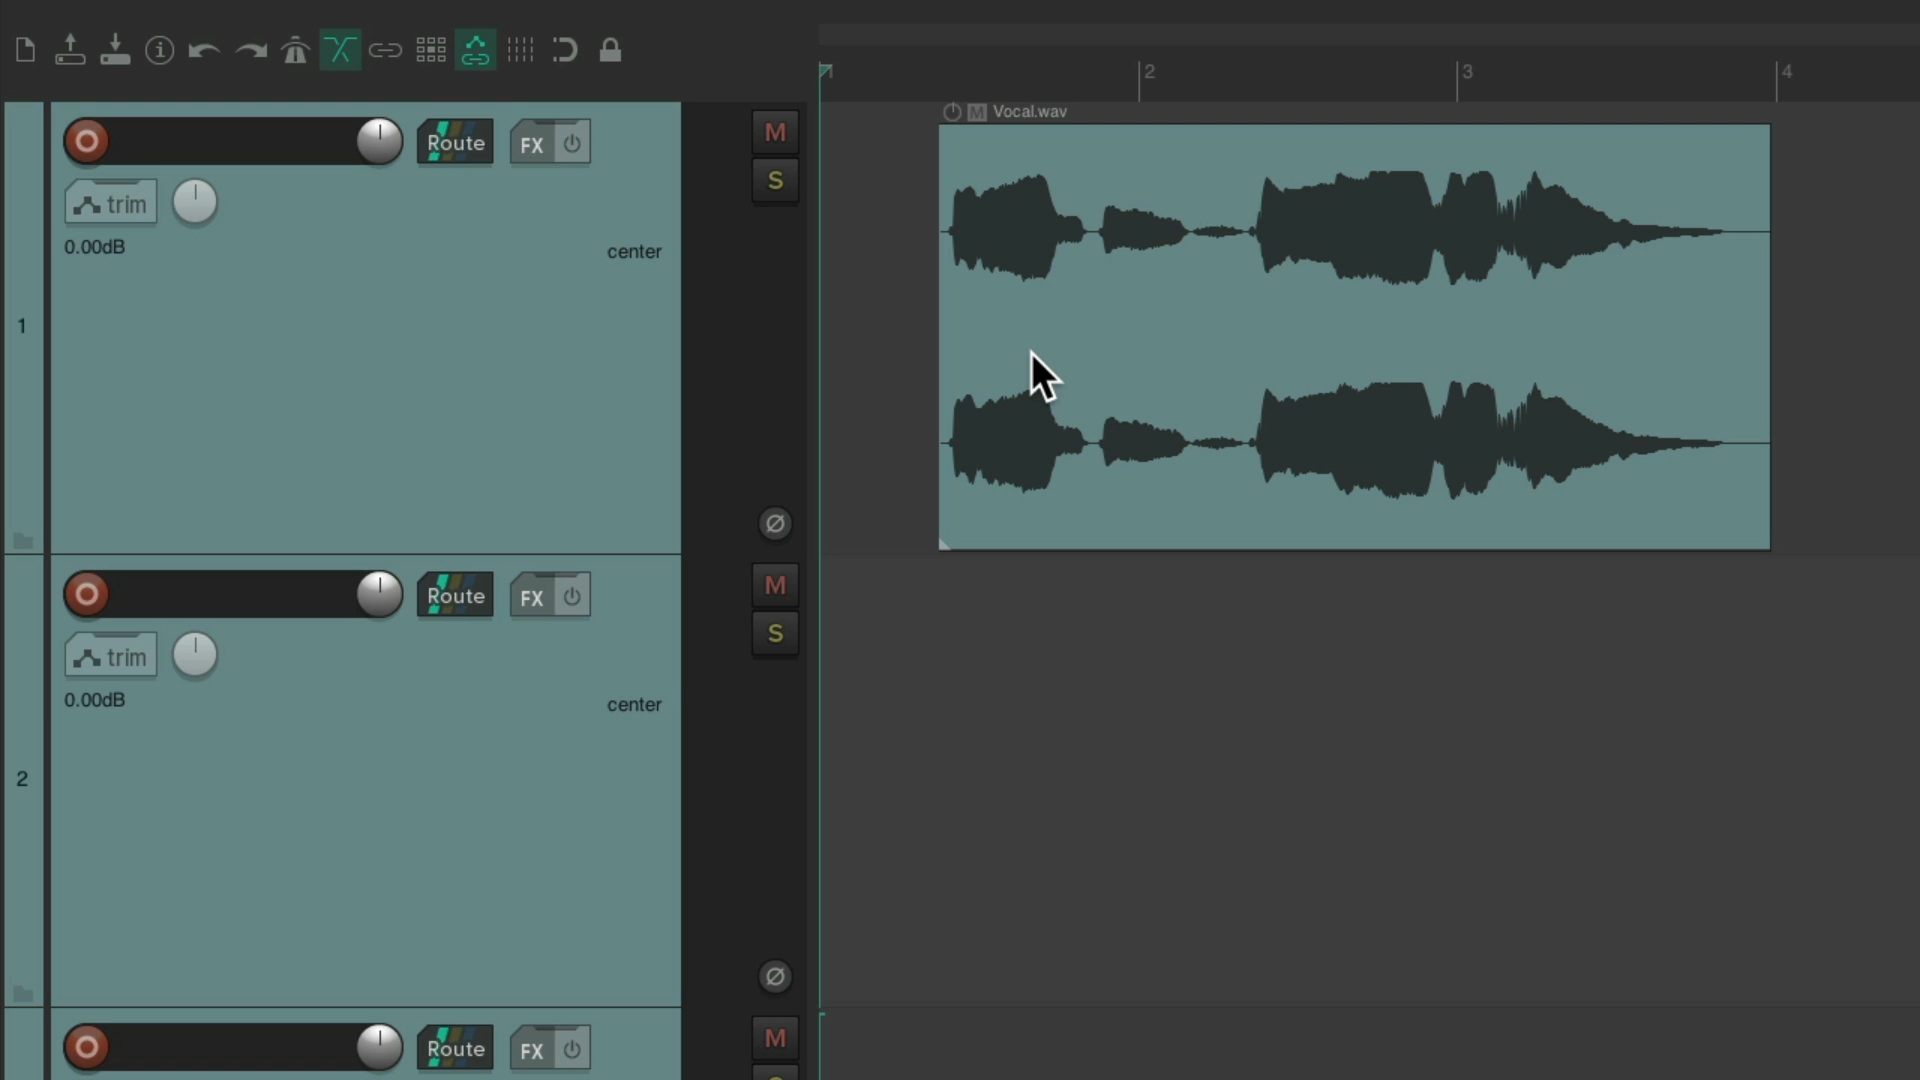 1 2 3 4
M Vocal.wav
Route FX M
S
trim
0.00dB center
1
Route FX M
S
trim
0.00dB center
2
Route FX M